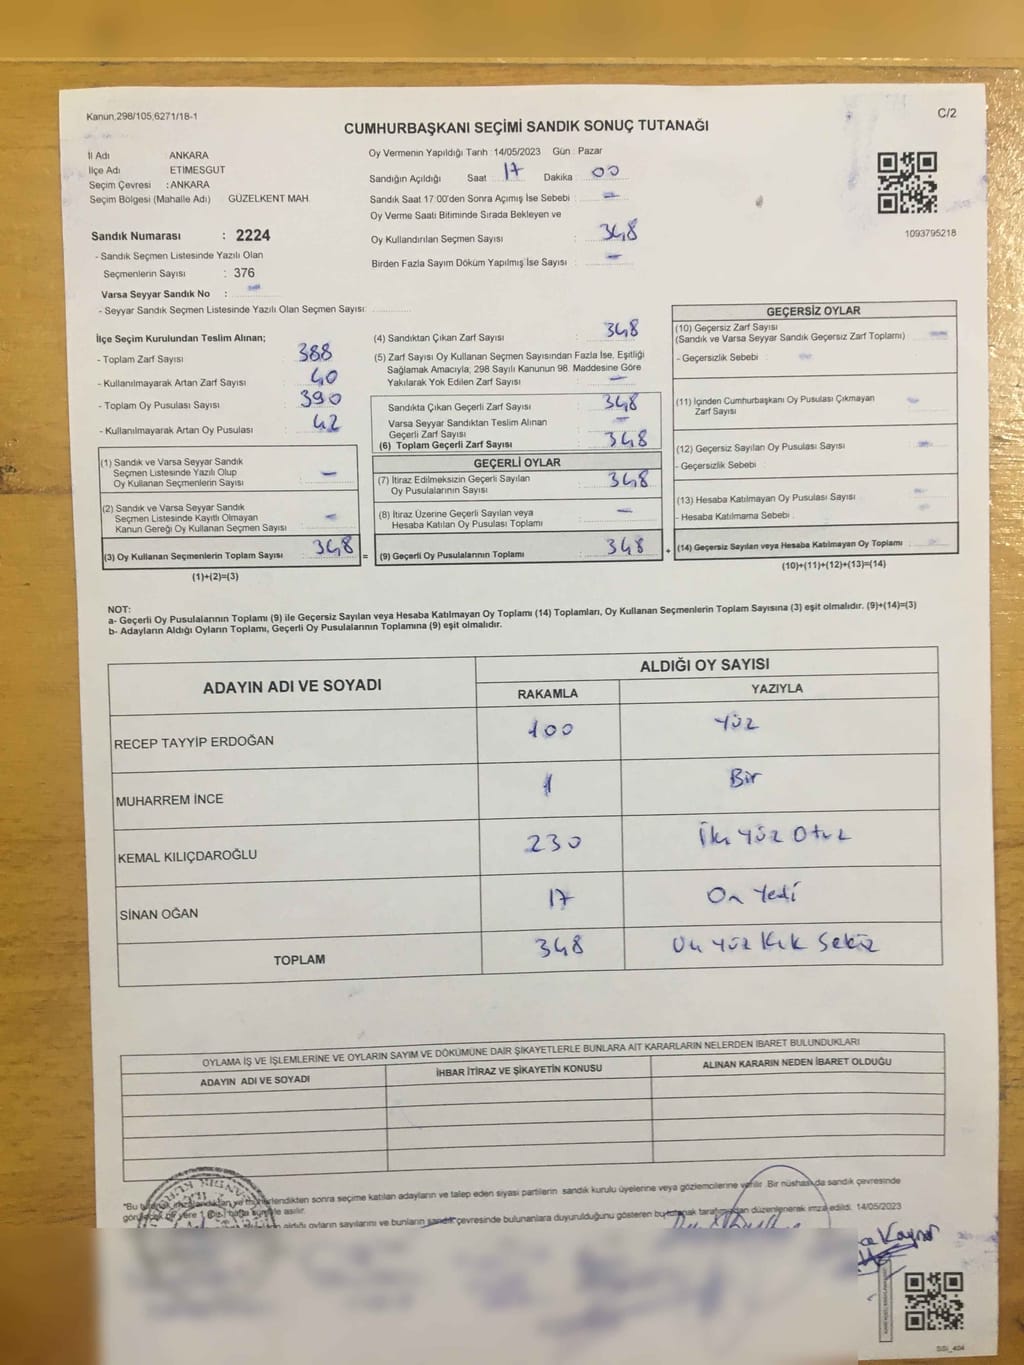 Kanun,298/105,6271/18-1
C/2
CUMHURBAŞKANI SEÇİMİ SANDIK SONUÇ TUTANAĞI
İl Adı ANKARA
İlçe Adı ETİMESGUT
Seçim Çevresi : ANKARA
Seçim Bölgesi (Mahalle Adı) GÜZELKENT MAH.
Oy Vermenin Yapıldığı Tarih :14/05/2023 Gün : Pazar
Sandığın Açıldığı Saat : 17 Dakika : 00
Sandık Saat 17:00'den Sonra Açımış İse Sebebi : –
Oy Verme Saati Bitiminde Sırada Bekleyen ve
Oy Kullandırılan Seçmen Sayısı : 348
Birden Fazla Sayım Döküm Yapılmış İse Sayısı : –
1093795218
Sandık Numarası : 2224
- Sandık Seçmen Listesinde Yazılı Olan
Seçmenlerin Sayısı : 376
Varsa Seyyar Sandık No : –
- Seyyar Sandık Seçmen Listesinde Yazılı Olan Seçmen Sayısı:
İlçe Seçim Kurulundan Teslim Alınan;
- Toplam Zarf Sayısı : 388
- Kullanılmayarak Artan Zarf Sayısı : 40
- Toplam Oy Pusulası Sayısı : 390
- Kullanılmayarak Artan Oy Pusulası : 42
(1) Sandık ve Varsa Seyyar Sandık
Seçmen Listesinde Yazılı Olup
Oy Kullanan Seçmenlerin Sayısı : –
(2) Sandık ve Varsa Seyyar Sandık
Seçmen Listesinde Kayıtlı Olmayan
Kanun Gereği Oy Kullanan Seçmen Sayısı : –
(3) Oy Kullanan Seçmenlerin Toplam Sayısı : 348
(1)+(2)=(3)
(4) Sandıktan Çıkan Zarf Sayısı : 348
(5) Zarf Sayısı Oy Kullanan Seçmen Sayısından Fazla İse, Eşitliği
Sağlamak Amacıyla; 298 Sayılı Kanunun 98. Maddesine Göre
Yakılarak Yok Edilen Zarf Sayısı : –
Sandıkta Çıkan Geçerli Zarf Sayısı : 348
Varsa Seyyar Sandıktan Teslim Alınan
Geçerli Zarf Sayısı : –
(6) Toplam Geçerli Zarf Sayısı : 348
GEÇERLİ OYLAR
(7) İtiraz Edilmeksizin Geçerli Sayılan
Oy Pusulalarının Sayısı : 348
(8) İtiraz Üzerine Geçerli Sayılan veya
Hesaba Katılan Oy Pusulası Toplamı : –
= (9) Geçerli Oy Pusulalarının Toplamı : 348
GEÇERSİZ OYLAR
(10) Geçersiz Zarf Sayısı
(Sandık ve Varsa Seyyar Sandık Geçersiz Zarf Toplamı) : –
- Geçersizlik Sebebi : –
(11) İçinden Cumhurbaşkanı Oy Pusulası Çıkmayan
Zarf Sayısı : –
(12) Geçersiz Sayılan Oy Pusulası Sayısı : –
- Geçersizlik Sebebi :
(13) Hesaba Katılmayan Oy Pusulası Sayısı : –
- Hesaba Katılmama Sebebi : –
+ (14) Geçersiz Sayılan veya Hesaba Katılmayan Oy Toplamı : –
(10)+(11)+(12)+(13)=(14)
NOT:
a- Geçerli Oy Pusulalarının Toplamı (9) ile Geçersiz Sayılan veya Hesaba Katılmayan Oy Toplamı (14) Toplamları, Oy Kullanan Seçmenlerin Toplam Sayısına (3) eşit olmalıdır. (9)+(14)=(3)
b- Adayların Aldığı Oyların Toplamı, Geçerli Oy Pusulalarının Toplamına (9) eşit olmalıdır.
ADAYIN ADI VE SOYADI
ALDIĞI OY SAYISI
RAKAMLA YAZIYLA
RECEP TAYYİP ERDOĞAN 100 Yüz
MUHARREM İNCE 1 Bir
KEMAL KILIÇDAROĞLU 230 İki Yüz Otuz
SİNAN OĞAN 17 On Yedi
TOPLAM 348 Üç Yüz Kırk Sekiz
OYLAMA İŞ VE İŞLEMLERİNE VE OYLARIN SAYIM VE DÖKÜMÜNE DAİR ŞİKAYETLERLE BUNLARA AİT KARARLARIN NELERDEN İBARET BULUNDUKLARI
ADAYIN ADI VE SOYADI İHBAR İTİRAZ VE ŞİKAYETİN KONUSU ALINAN KARARIN NEDEN İBARET OLDUĞU
sonra seçime katılan adayların ve talep eden siyasi partilerin sandık kurulu üyelerine veya gözlemcilerine verilir. Bir nüshası da sandık çevresinde
asılır.
aldığı oyların sayılarını ve bunların sandık çevresinde bulunanlara duyurulduğunu gösteren bu tutanak tarafımızdan düzenlenerek imza edildi. 14/05/2023
SSİ_404